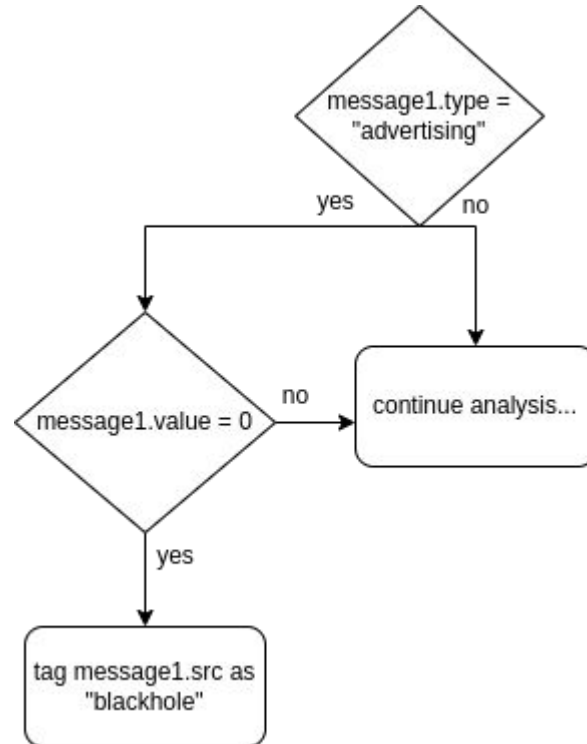 message1.type =
"advertising"
yes
no
message1.value = 0
no
continue analysis...
yes
tag message1.src as
"blackhole"